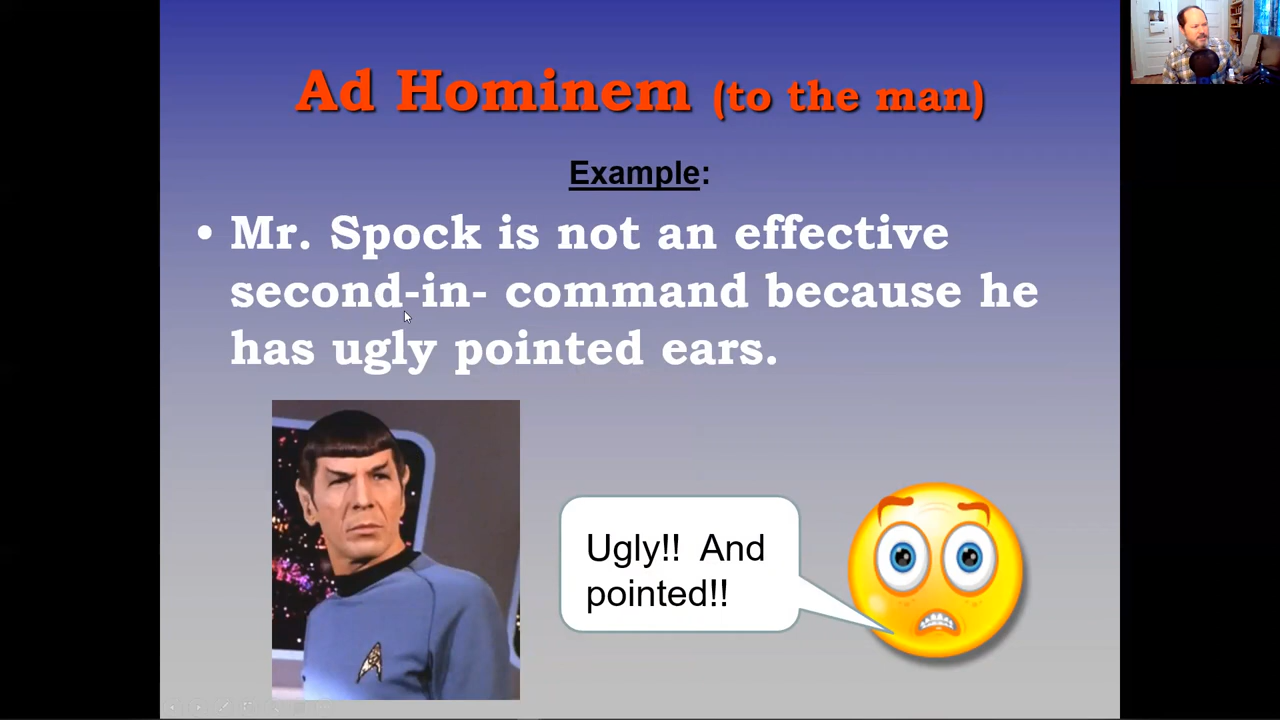 Ad Hominem (to the man)
Example:
• Mr. Spock is not an effective
second-in- command because he
has ugly pointed ears.
Ugly!! And
pointed!!